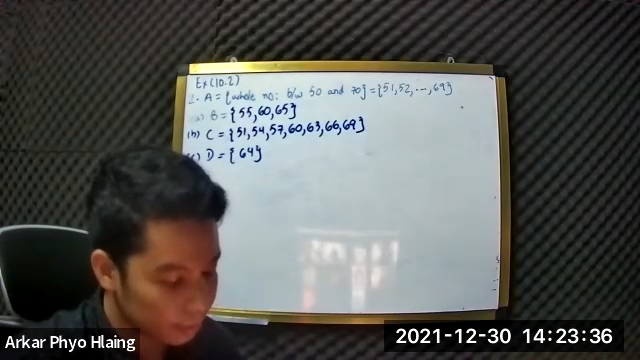 Ex(10.2)
2. A = {whole no: b/w 50 and 70} = {51,52, ..., 69}
(a) B = {55,60,65}
(b) C = {51,54,57,60,63,66,69}
(c) D = {64}
Arkar Phyo Hlaing
2021-12-30 14:23:36